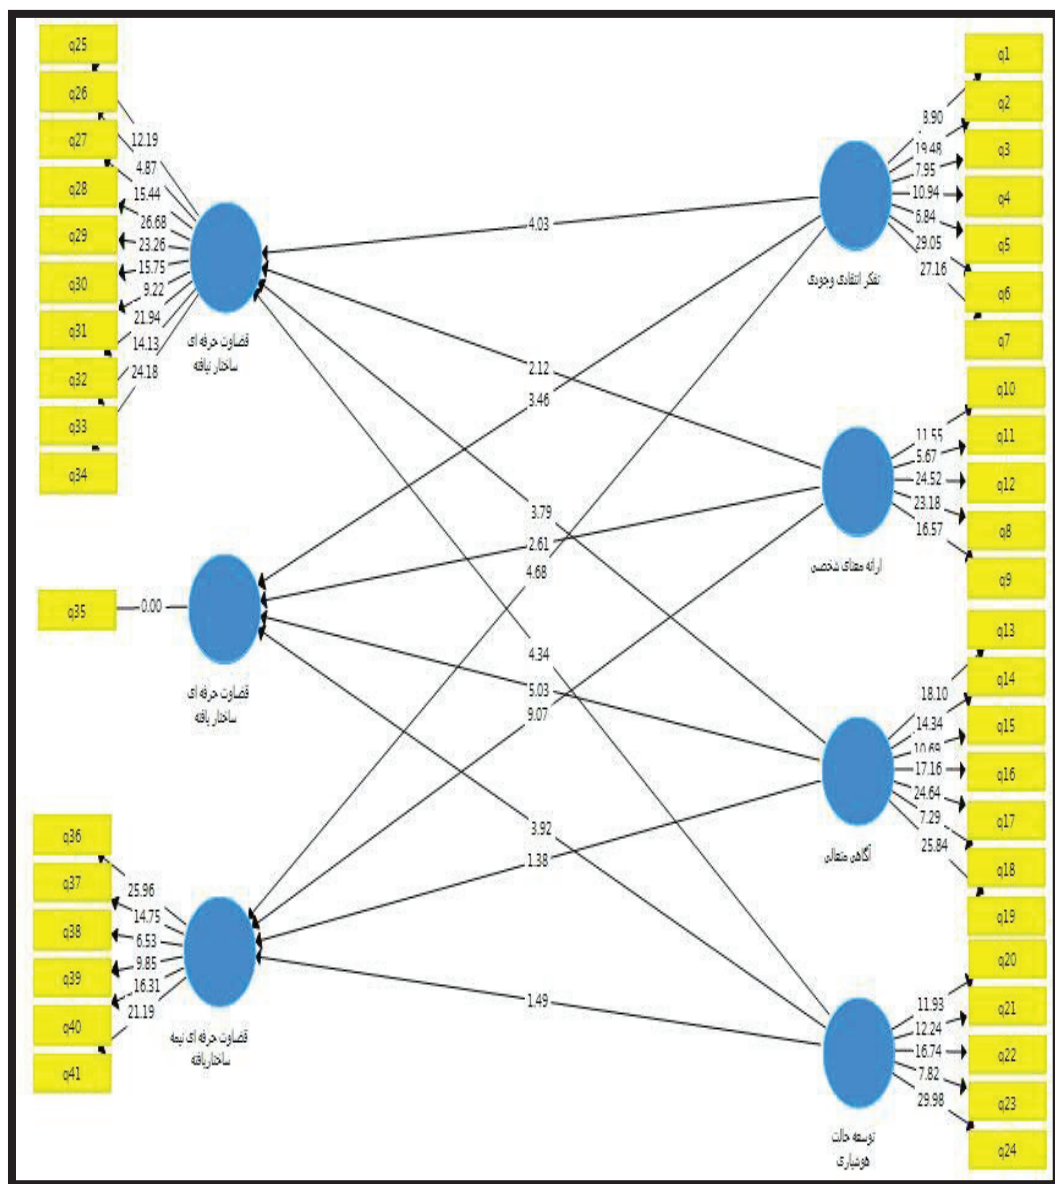 q25
q26
q27
q28
q29
q30
q31
q32
q33
q34
12.19
4.87
15.44
26.68
23.26
15.75
9.22
21.94
14.13
24.18
قضاوت حرفه ای
ساختار نیافته
q35
0.00
قضاوت حرفه ای
ساختار یافته
q36
q37
q38
q39
q40
q41
25.96
14.75
6.53
9.85
16.31
21.19
قضاوت حرفه ای نیمه
ساختاریافته
4.03
2.12
3.46
3.79
2.61
4.68
4.34
5.03
9.07
3.92
1.38
1.49
q1
q2
q3
q4
q5
q6
q7
8.90
19.48
7.95
10.94
6.84
29.05
27.16
تفکر انتقادی وجودی
q10
q11
q12
q8
q9
11.55
5.67
24.52
23.18
16.57
ارائه معنای شخصی
q13
q14
q15
q16
q17
q18
q19
18.10
14.34
10.69
17.16
24.64
7.29
25.84
آگاهی متعالی
q20
q21
q22
q23
q24
11.93
12.24
16.74
7.82
29.98
توسعه حالت
هوشیاری